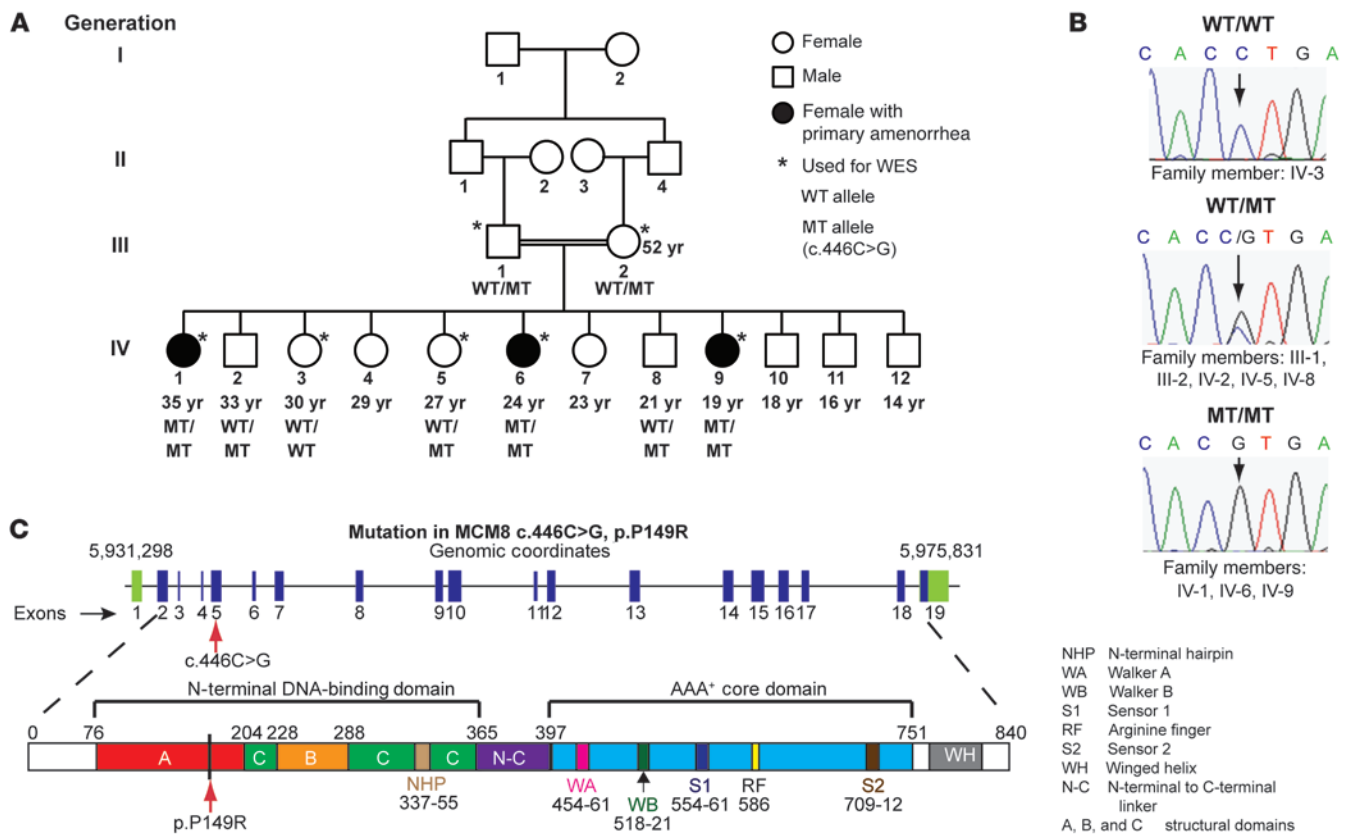 A
Generation
I
1
2
Female
Male
Female with
primary amenorrhea
* Used for WES
WT allele
MT allele
(c.446C>G)
II
1
2
3
4
III
*
*
52 yr
1
2
WT/MT
WT/MT
IV
*
*
*
*
*
1
2
3
4
5
6
7
8
9
10
11
12
35 yr
33 yr
30 yr
29 yr
27 yr
24 yr
23 yr
21 yr
19 yr
18 yr
16 yr
14 yr
MT/
WT/
WT/
WT/
MT/
WT/
MT/
MT
MT
WT
MT
MT
MT
MT
B
WT/WT
C A C C T G A
Family member: IV-3
WT/MT
C A C C/G T G A
Family members: III-1,
III-2, IV-2, IV-5, IV-8
MT/MT
C A C G T G A
Family members:
IV-1, IV-6, IV-9
C
Mutation in MCM8 c.446C>G, p.P149R
Genomic coordinates
5,931,298
5,975,831
Exons
1 2 3 4 5 6 7 8 9 10 11 12 13 14 15 16 17 18 19
c.446C>G
N-terminal DNA-binding domain
AAA+ core domain
0 76 204 228 288 365 397 751 840
A C B C C N-C WH
NHP
337-55
WA
454-61
WB
518-21
S1
554-61
RF
586
S2
709-12
p.P149R
NHP N-terminal hairpin
WA Walker A
WB Walker B
S1 Sensor 1
RF Arginine finger
S2 Sensor 2
WH Winged helix
N-C N-terminal to C-terminal
linker
A, B, and C structural domains